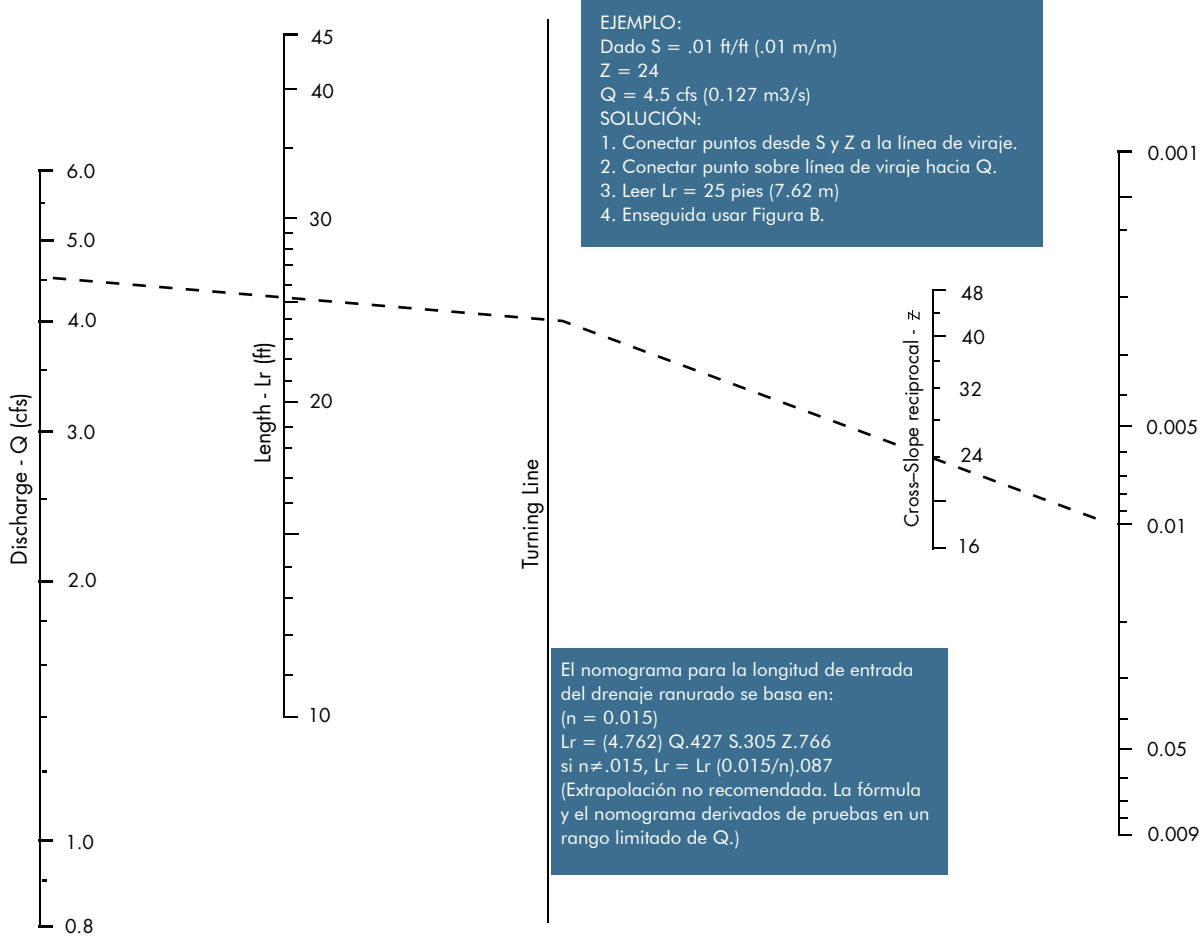 EJEMPLO:
Dado S = .01 ft/ft (.01 m/m)
Z = 24
Q = 4.5 cfs (0.127 m3/s)
SOLUCIÓN:
1. Conectar puntos desde S y Z a la línea de viraje.
2. Conectar punto sobre línea de viraje hacia Q.
3. Leer Lr = 25 pies (7.62 m)
4. Enseguida usar Figura B.
Discharge - Q (cfs)
6.0
5.0
4.0
3.0
2.0
1.0
0.8
Length - Lr (ft)
45
40
30
20
10
Turning Line
Cross–Slope reciprocal - Z
48
40
32
24
16
0.001
0.005
0.01
0.05
0.009
El nomograma para la longitud de entrada
del drenaje ranurado se basa en:
(n = 0.015)
Lr = (4.762) Q.427 S.305 Z.766
si n≠.015, Lr = Lr (0.015/n).087
(Extrapolación no recomendada. La fórmula
y el nomograma derivados de pruebas en un
rango limitado de Q.)